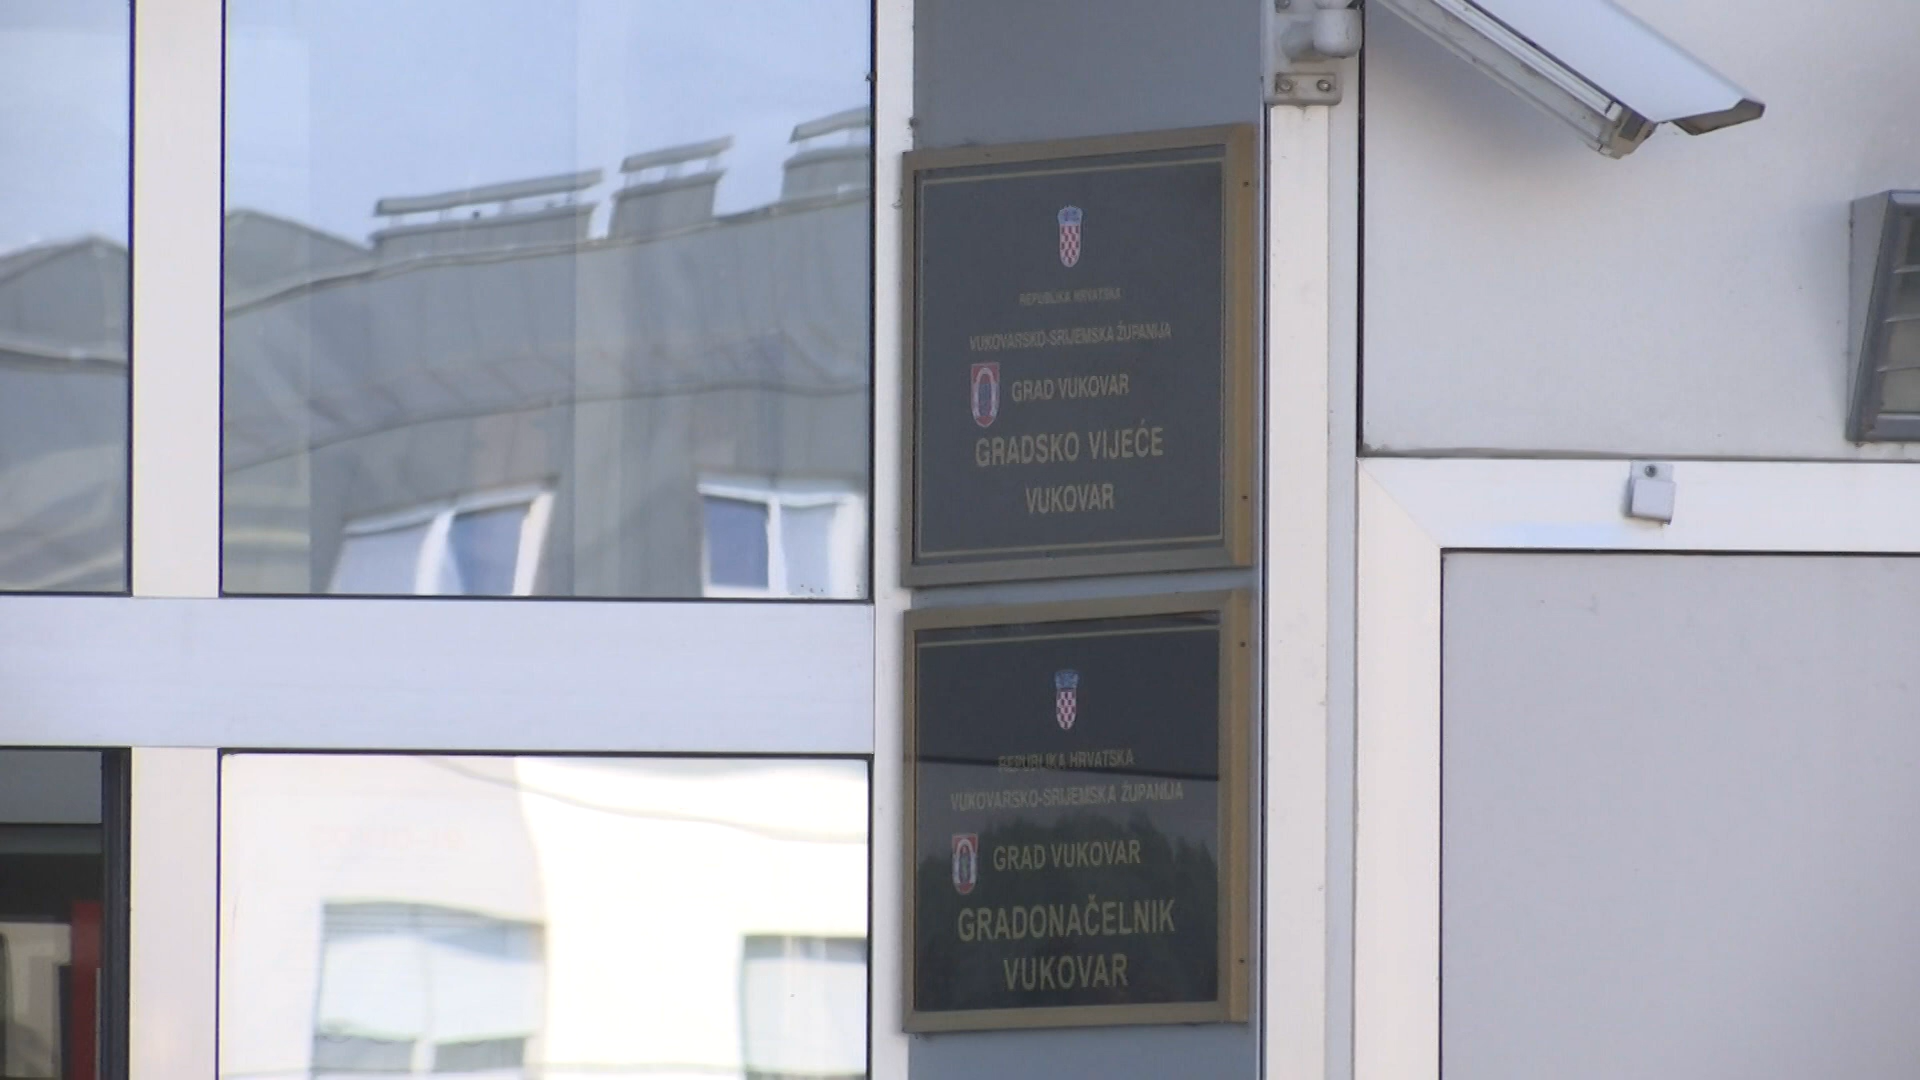 REPUBLIKA HRVATSKA
VUKOVARSKO-SRIJEMSKA ŽUPANIJA
GRAD VUKOVAR
GRADSKO VIJEĆE
VUKOVAR
REPUBLIKA HRVATSKA
VUKOVARSKO-SRIJEMSKA ŽUPANIJA
GRAD VUKOVAR
GRADONAČELNIK
VUKOVAR